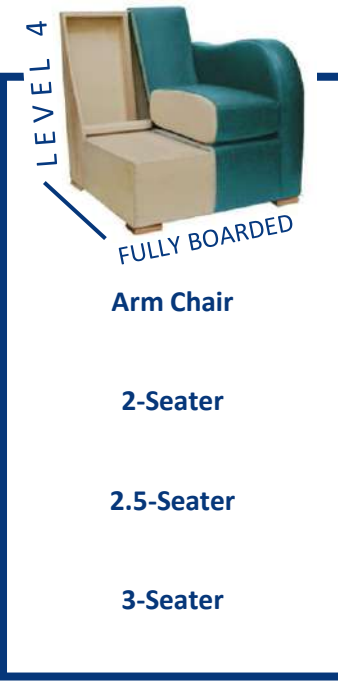 LEVEL 4
FULLY BOARDED
Arm Chair
2-Seater
2.5-Seater
3-Seater